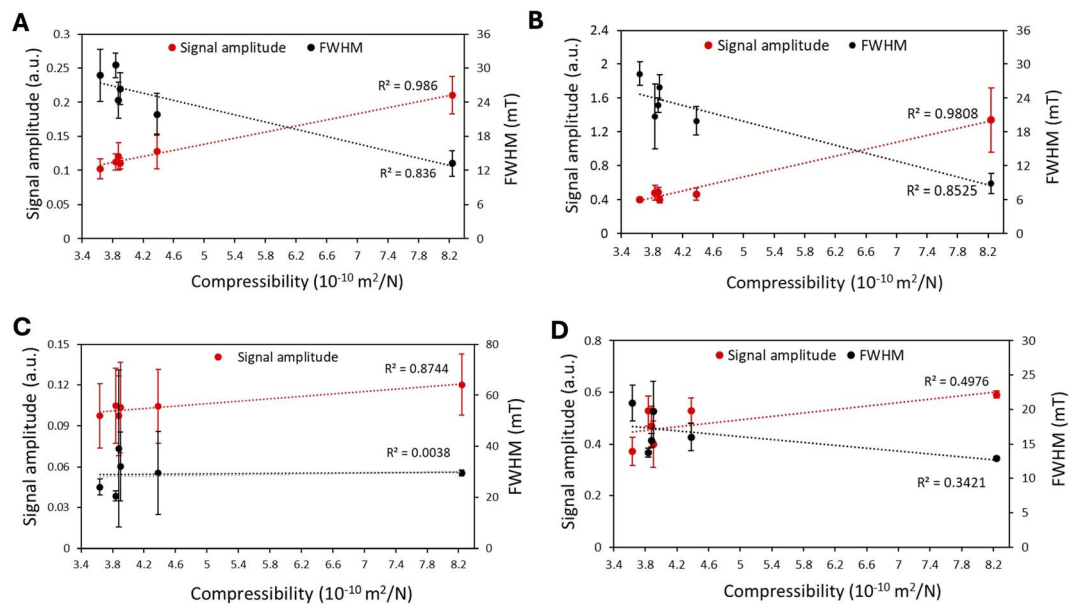 A
Signal amplitude (a.u.)
0.3
0.25
0.2
0.15
0.1
0.05
0
Signal amplitude
FWHM
R² = 0.986
R² = 0.836
36
30
24
18
12
6
0
FWHM (mT)
3.4 3.8 4.2 4.6 5 5.4 5.8 6.2 6.6 7 7.4 7.8 8.2
Compressibility (10⁻¹⁰ m²/N)
B
Signal amplitude (a.u.)
2.4
2
1.6
1.2
0.8
0.4
0
Signal amplitude
FWHM
R² = 0.9808
R² = 0.8525
36
30
24
18
12
6
0
FWHM (mT)
3.4 3.8 4.2 4.6 5 5.4 5.8 6.2 6.6 7 7.4 7.8 8.2
Compressibility (10⁻¹⁰ m²/N)
C
Signal amplitude (a.u.)
0.15
0.12
0.09
0.06
0.03
0
Signal amplitude
R² = 0.8744
R² = 0.0038
80
60
40
20
0
FWHM (mT)
3.4 3.8 4.2 4.6 5 5.4 5.8 6.2 6.6 7 7.4 7.8 8.2
Compressibility (10⁻¹⁰ m²/N)
D
Signal amplitude (a.u.)
0.8
0.6
0.4
0.2
0
Signal amplitude
FWHM
R² = 0.4976
R² = 0.3421
30
25
20
15
10
5
0
FWHM (mT)
3.4 3.8 4.2 4.6 5 5.4 5.8 6.2 6.6 7 7.4 7.8 8.2
Compressibility (10⁻¹⁰ m²/N)